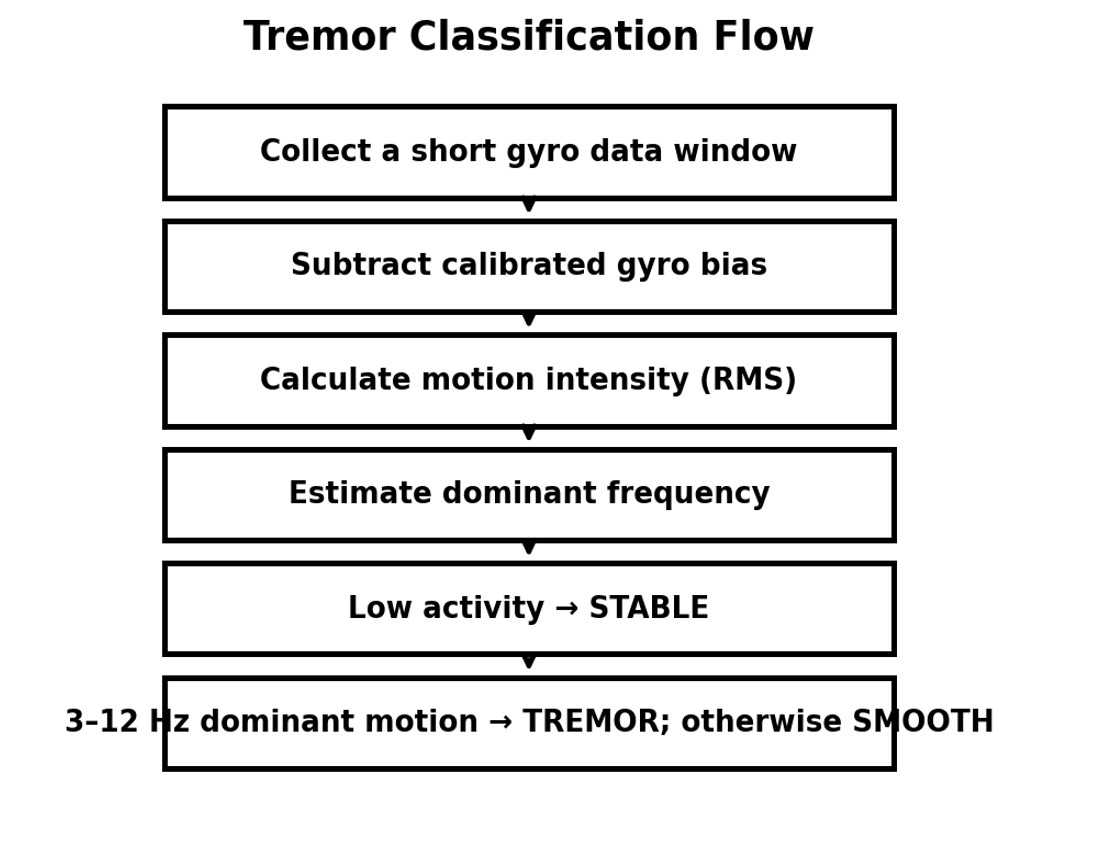 Tremor Classification Flow
Collect a short gyro data window
Subtract calibrated gyro bias
Calculate motion intensity (RMS)
Estimate dominant frequency
Low activity → STABLE
3–12 Hz dominant motion → TREMOR; otherwise SMOOTH